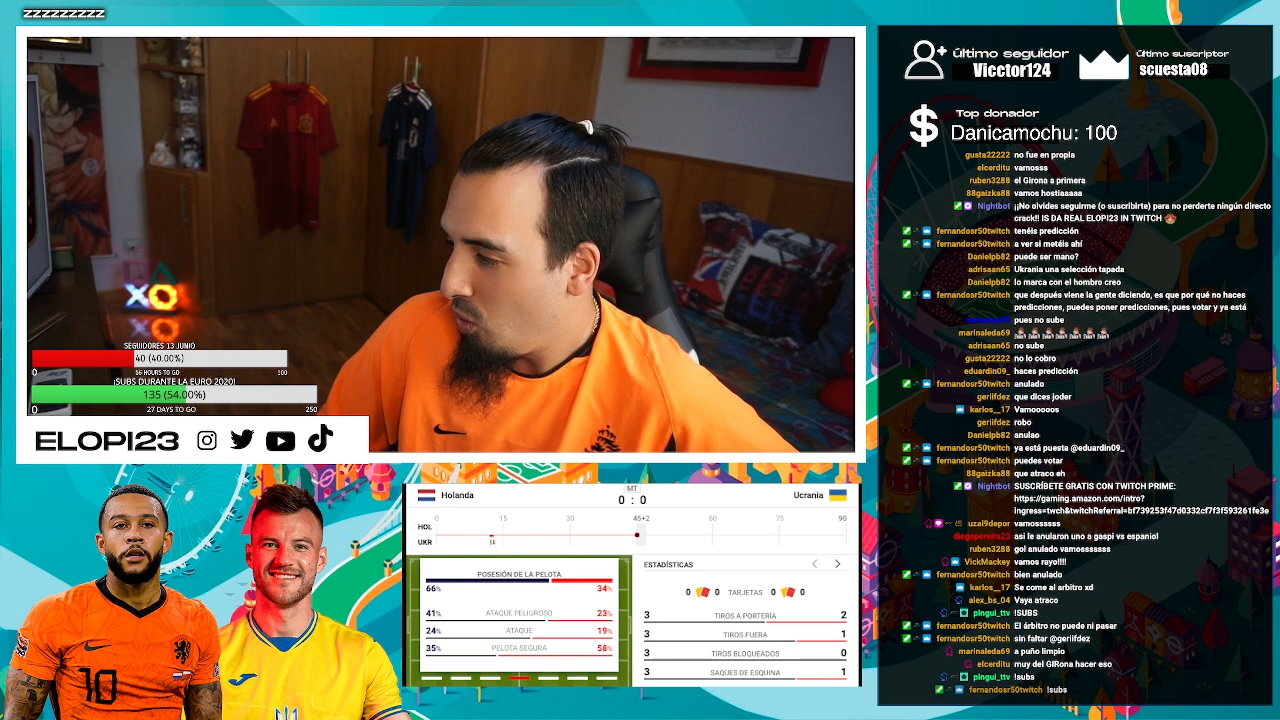 zzzzzzzzz
SEGUIDORES 13 JUNIO
40 (40.00%)
0 56 HOURS TO GO 100
¡SUBS DURANTE LA EURO 2020!
135 (54.00%)
0 27 DAYS TO GO 250
ELOPI23
10
Holanda
MT
0 : 0
Ucrania
0 15 30 45+2 60 75 90
HOL
UKR
POSESIÓN DE LA PELOTA
66% 34%
41% ATAQUE PELIGROSO 23%
24% ATAQUE 19%
35% PELOTA SEGURA 58%
ESTADÍSTICAS
0 0 TARJETAS 0 0
3 TIROS A PORTERÍA 2
3 TIROS FUERA 1
3 TIROS BLOQUEADOS 0
3 SAQUES DE ESQUINA 1
último seguidor
Vicctor124
último suscriptor
scuesta08
Top donador
Danicamochu: 100
gusta22222 no fue en propia
elcerditu vamosss
ruben3288 el Girona a primera
88gaizka88 vamos hostiaaaaa
Nightbot ¡¡No olvides seguirme (o suscribirte) para no perderte ningún directo
crack!! IS DA REAL ELOPI23 IN TWITCH
fernandosr50twitch tenéis predicción
fernandosr50twitch a ver si metéis ahí
Danielpb82 puede ser mano?
adrisaan65 Ukrania una selección tapada
Danielpb82 lo marca con el hombro creo
fernandosr50twitch que después viene la gente diciendo, es que por qué no haces
predicciones, puedes poner predicciones, pues votar y ya está
pues no sube
marinaleda69
adrisaan65 no sube
gusta22222 no lo cobro
eduardin09_ haces predicción
fernandosr50twitch anulado
geriifdez que dices joder
karlos__17 Vamooooos
geriifdez robo
Danielpb82 anulao
fernandosr50twitch ya está puesta @eduardin09_
fernandosr50twitch puedes votar
88gaizka88 que atraco eh
Nightbot SUSCRÍBETE GRATIS CON TWITCH PRIME:
https://gaming.amazon.com/intro?
ingress=twch&twitchReferral=bf739253f47d0332cf7f3f593261fe3e
uzal9depor vamossssss
diegopereira23 asi le anularon uno a gaspi vs espaniol
ruben3288 gol anulado vamosssssss
VickMackey vamos rayo!!!!
fernandosr50twitch bien anulado
karlos__17 Se come al arbitro xd
alex_bs_04 Vaya atraco
pingul_ttv !SUBS
fernandosr50twitch El árbitro no puede ni pasar
fernandosr50twitch sin faltar @geriifdez
marinaleda69 a puño limpio
elcerditu muy del GIRona hacer eso
pingul_ttv !subs
fernandosr50twitch !subs